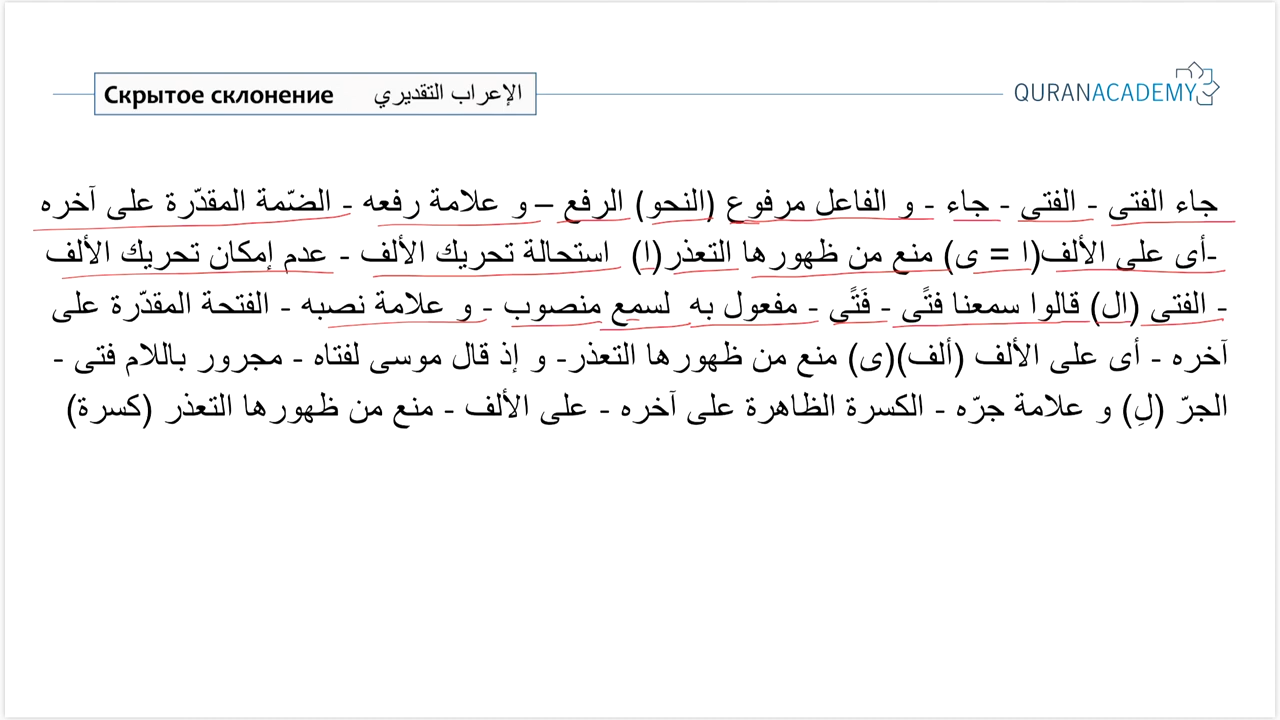 Скрытое склонение الإعراب التقديري
QURANACADEMY
جاء الفتى - الفتى - جاء - و الفاعل مرفوع (النحو) الرفع – و علامة رفعه - الضّمة المقدّرة على آخره
-أى على الألف(ا = ى) منع من ظهورها التعذر(ا) استحالة تحريك الألف - عدم إمكان تحريك الألف
- الفتى (ال) قالوا سمعنا فتًى - فَتًى - مفعول به لسمع منصوب - و علامة نصبه - الفتحة المقدّرة على
آخره - أى على الألف (ألف)(ى) منع من ظهورها التعذر- و إذ قال موسى لفتاه - مجرور باللام فتى -
الجرّ (لِ) و علامة جرّه - الكسرة الظاهرة على آخره - على الألف - منع من ظهورها التعذر (كسرة)